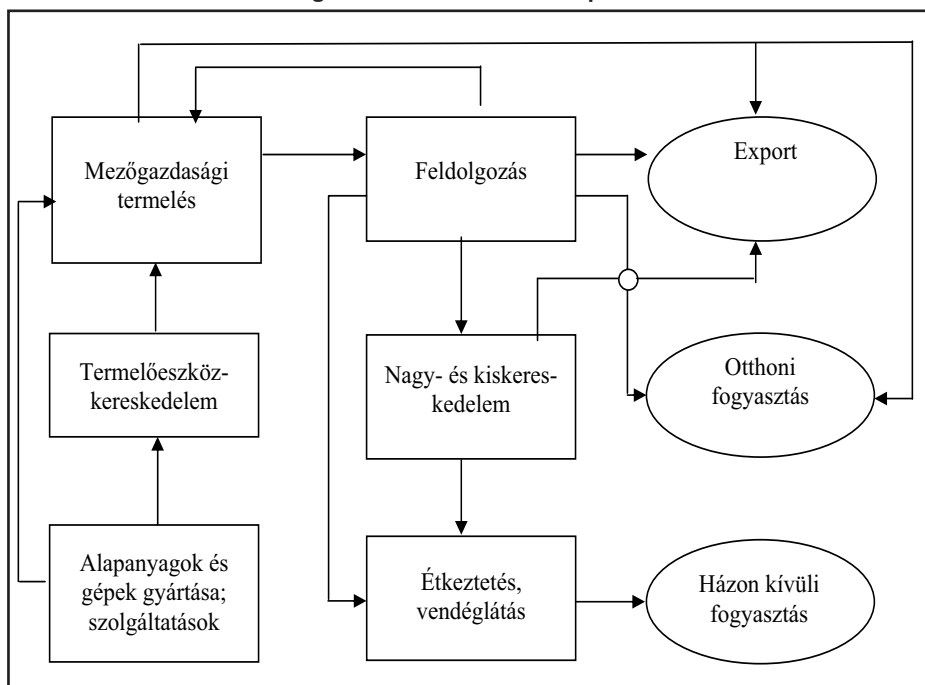 Mezőgazdasági
termelés
Feldolgozás
Export
Termelőeszköz-
kereskedelem
Nagy- és kiskeres-
kedelem
Otthoni
fogyasztás
Alapanyagok és
gépek gyártása;
szolgáltatások
Étkeztetés,
vendéglátás
Házon kívüli
fogyasztás